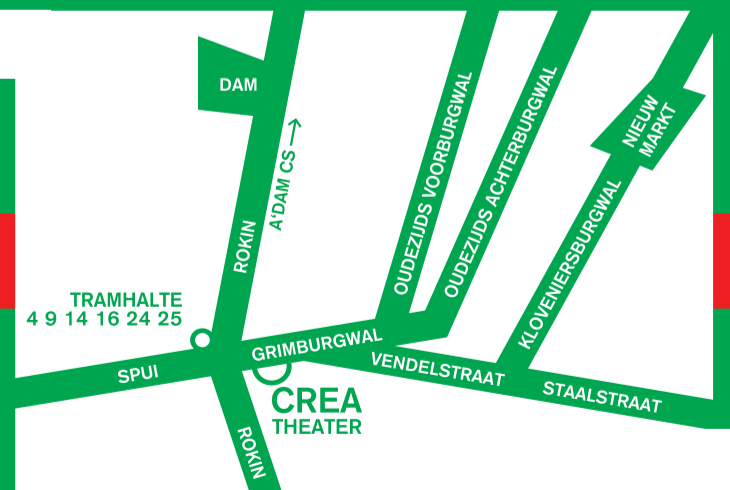 DAM
NIEUW
MARKT
OUDEZIJDS VOORBURGWAL
OUDEZIJDS ACHTERBURGWAL
A'DAM CS →
ROKIN
KLOVENIERSBURGWAL
TRAMHALTE
4 9 14 16 24 25
GRIMBURGWAL
SPUI
VENDELSTRAAT
STAALSTRAAT
CREA
THEATER
ROKIN